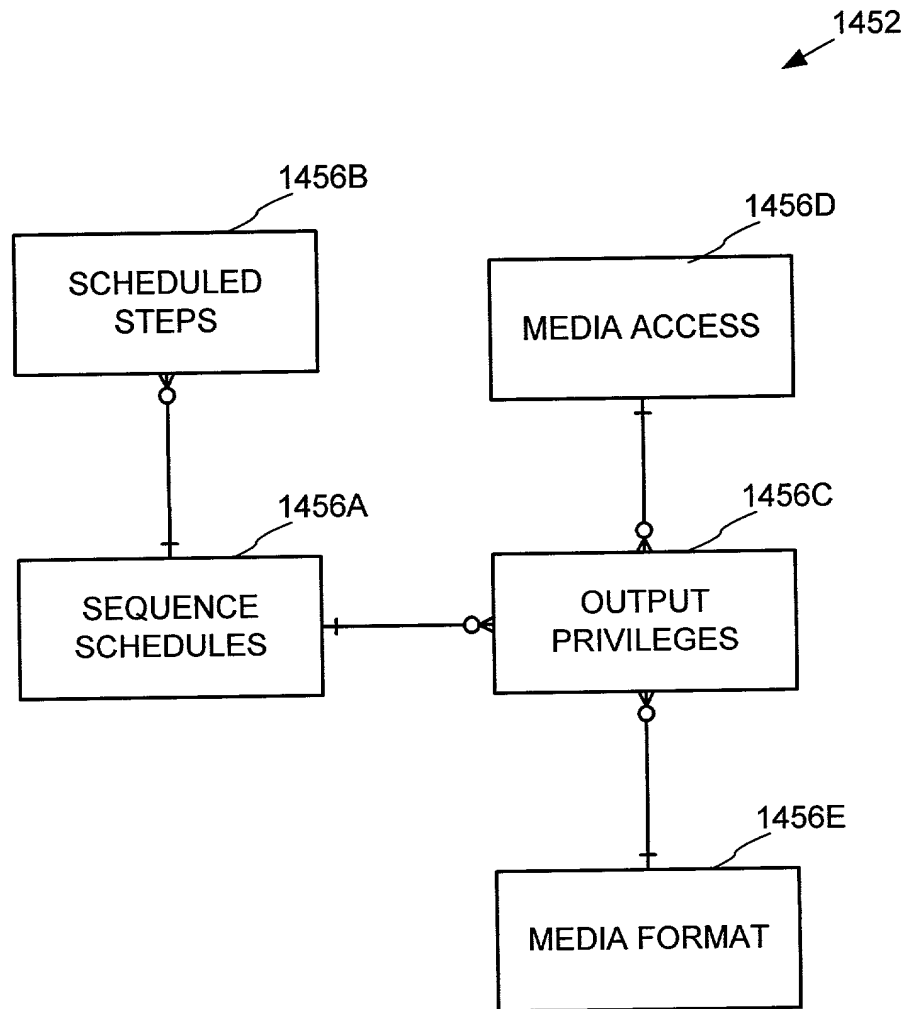 1452
1456B
SCHEDULED
STEPS
1456D
MEDIA ACCESS
1456A
SEQUENCE
SCHEDULES
1456C
OUTPUT
PRIVILEGES
1456E
MEDIA FORMAT